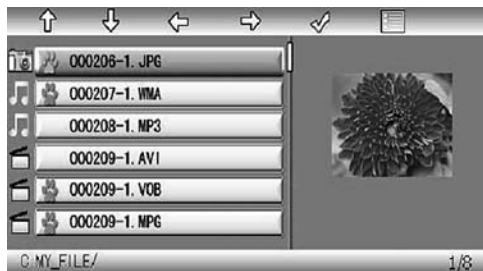 000206-1. JPG
000207-1. WMA
000208-1. MP3
000209-1. AVI
000209-1. VOB
000209-1. MPG
C:MY_FILE/ 1/8